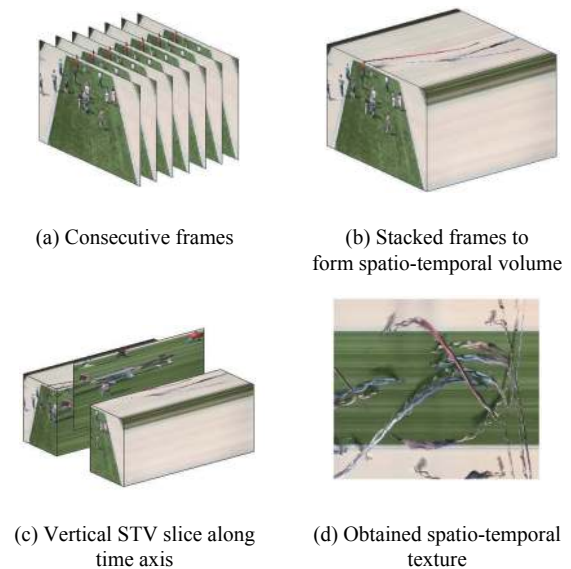 (a) Consecutive frames
(b) Stacked frames to
form spatio-temporal volume
(c) Vertical STV slice along
time axis
(d) Obtained spatio-temporal
texture